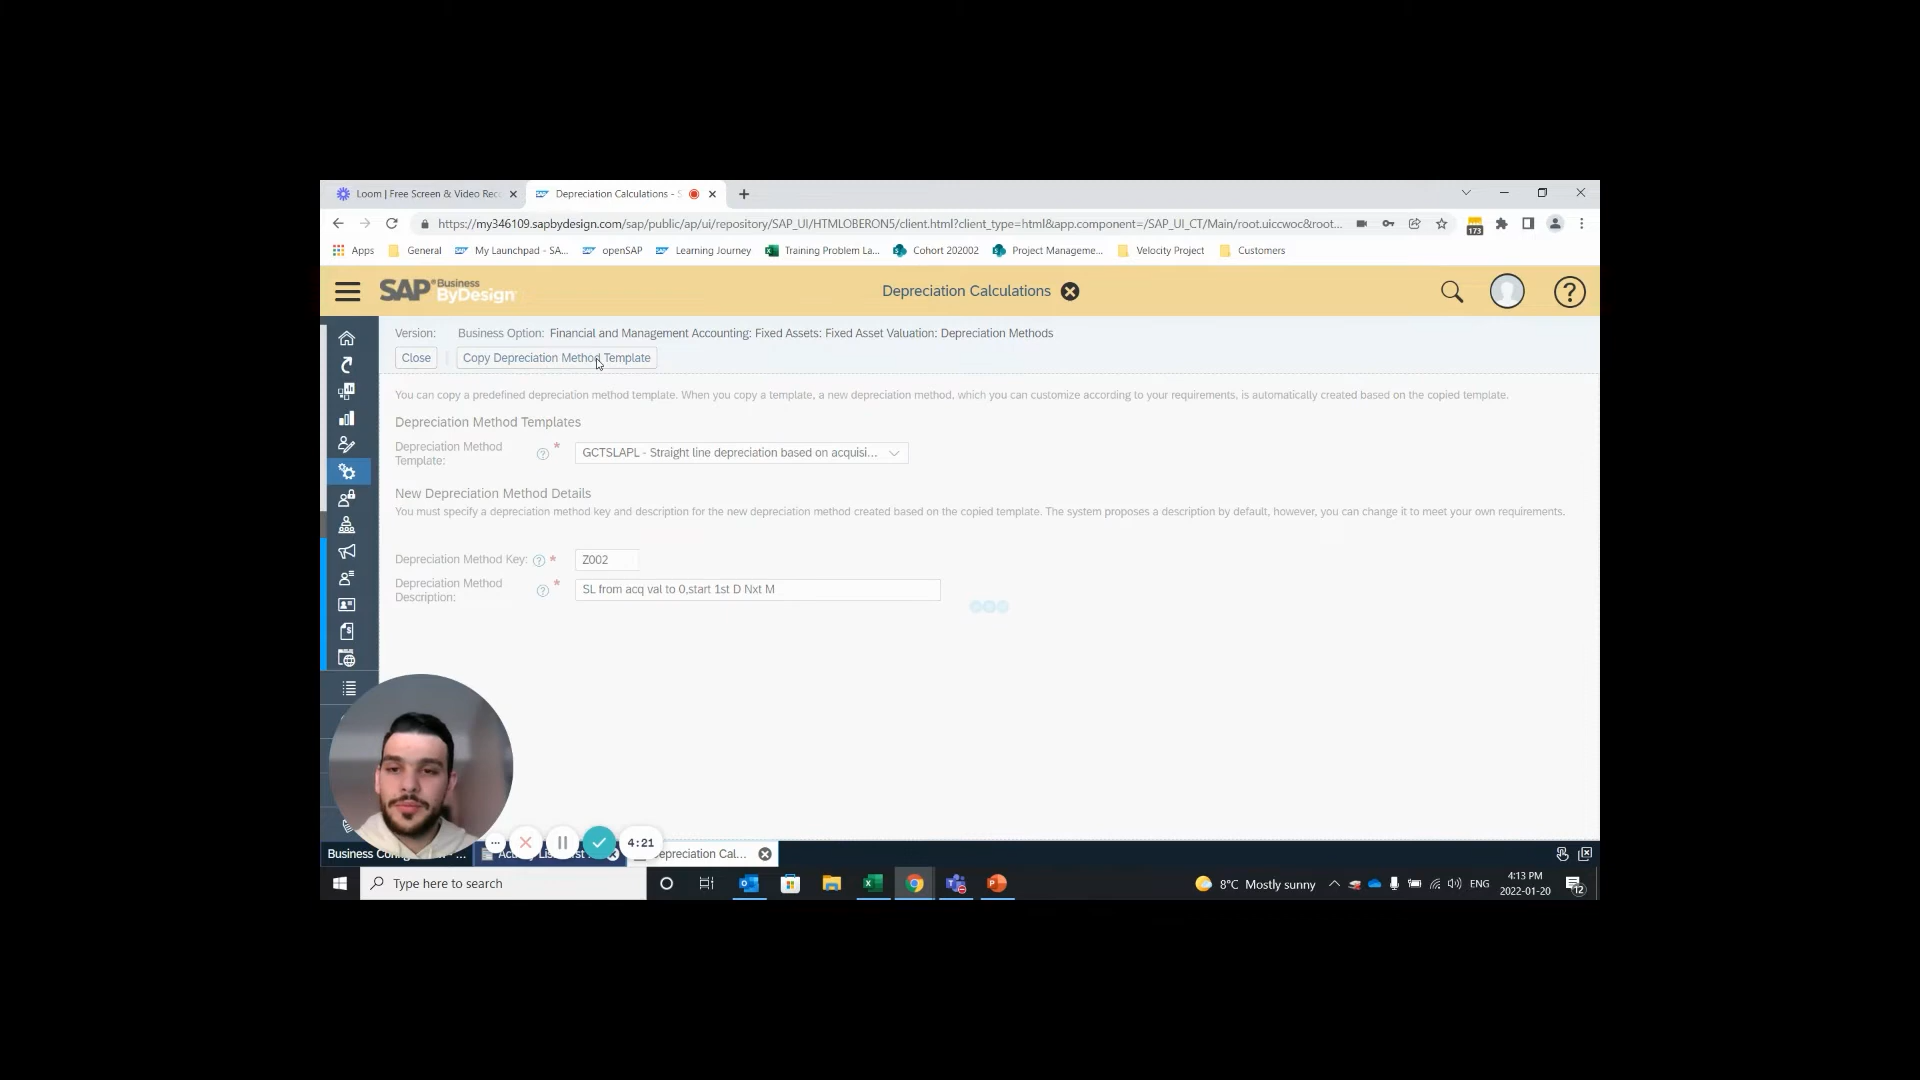 Loom | Free Screen & Video Rec
Depreciation Calculations - S
https://my346109.sapbydesign.com/sap/public/ap/ui/repository/SAP_UI/HTMLOBERON5/client.html?client_type=html&app.component=/SAP_UI_CT/Main/root.uiccwoc&root...
173
Apps
General
My Launchpad - SA...
openSAP
Learning Journey
Training Problem La...
Cohort 202002
Project Manageme...
Velocity Project
Customers
SAP Business ByDesign
Depreciation Calculations
Version: Business Option: Financial and Management Accounting: Fixed Assets: Fixed Asset Valuation: Depreciation Methods
Close
Copy Depreciation Method Template
You can copy a predefined depreciation method template. When you copy a template, a new depreciation method, which you can customize according to your requirements, is automatically created based on the copied template.
Depreciation Method Templates
Depreciation Method
Template:
? *
GCTSLAPL - Straight line depreciation based on acquisi...
New Depreciation Method Details
You must specify a depreciation method key and description for the new depreciation method created based on the copied template. The system proposes a description by default, however, you can change it to meet your own requirements.
Depreciation Method Key: ? * Z002
Depreciation Method
Description:
? *
SL from acq val to 0,start 1st D Nxt M
4:21
Business
Depreciation Cal...
Type here to search
8°C Mostly sunny
ENG
4:13 PM
2022-01-20
12